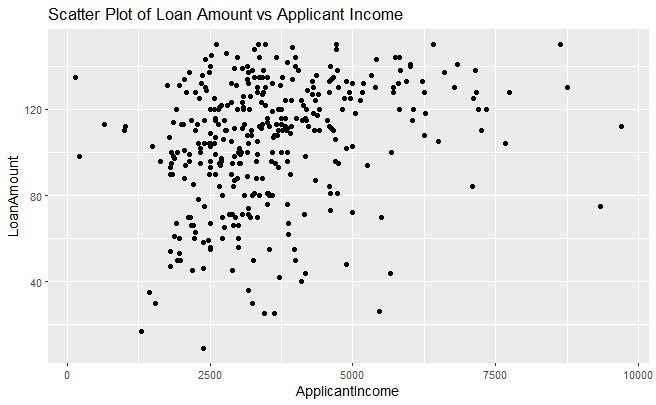 Scatter Plot of Loan Amount vs Applicant Income
LoanAmount
120
80
40
0 2500 5000 7500 10000
ApplicantIncome